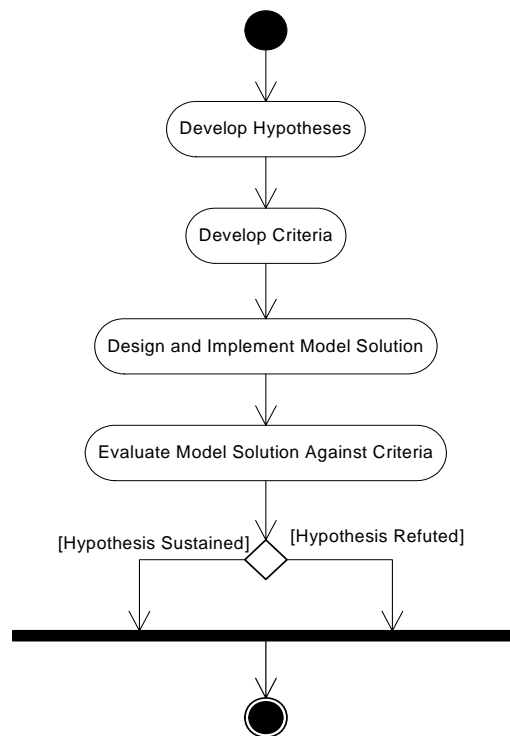 Develop Hypotheses
Develop Criteria
Design and Implement Model Solution
Evaluate Model Solution Against Criteria
[Hypothesis Sustained]
[Hypothesis Refuted]